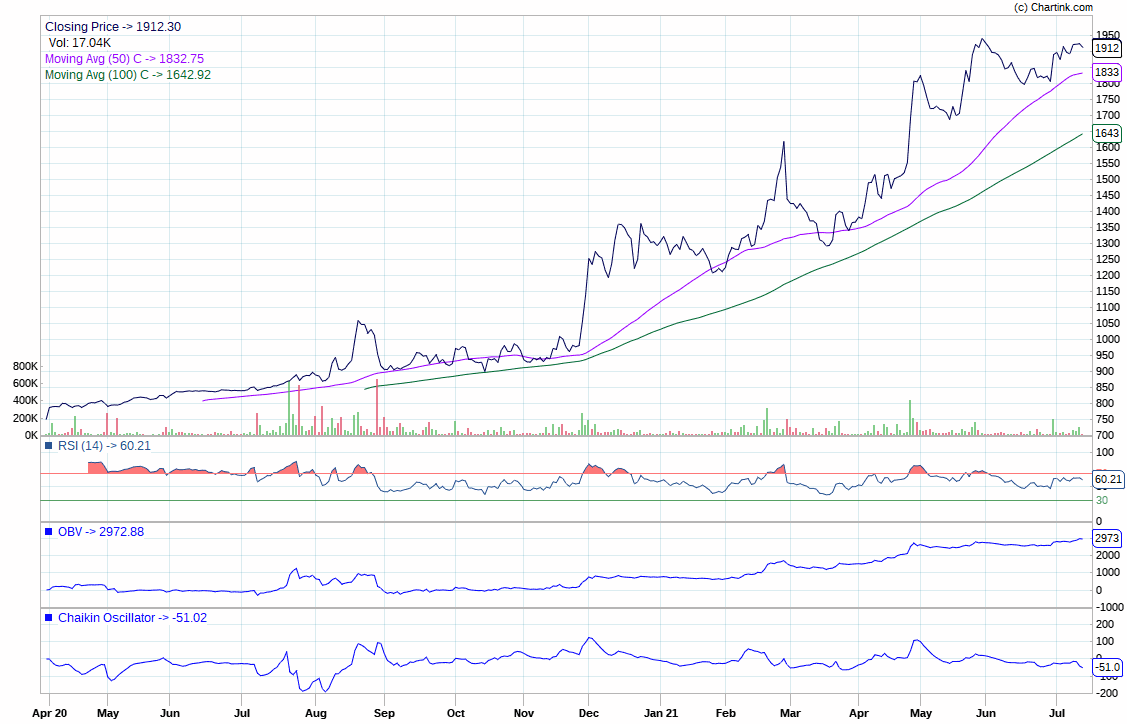 (c) Chartink.com
Closing Price -> 1912.30
Vol: 17.04K
Moving Avg (50) C -> 1832.75
Moving Avg (100) C -> 1642.92
1950
1912
1833
1800
1750
1700
1643
1600
1550
1500
1450
1400
1350
1300
1250
1200
1150
1100
1050
1000
950
900
850
800
750
700
800K
600K
400K
200K
0K
RSI (14) -> 60.21
100
60.21
30
0
OBV -> 2972.88
2973
2000
1000
0
-1000
Chaikin Oscillator -> -51.02
200
100
0
-51.0
-200
Apr 20 May Jun Jul Aug Sep Oct Nov Dec Jan 21 Feb Mar Apr May Jun Jul